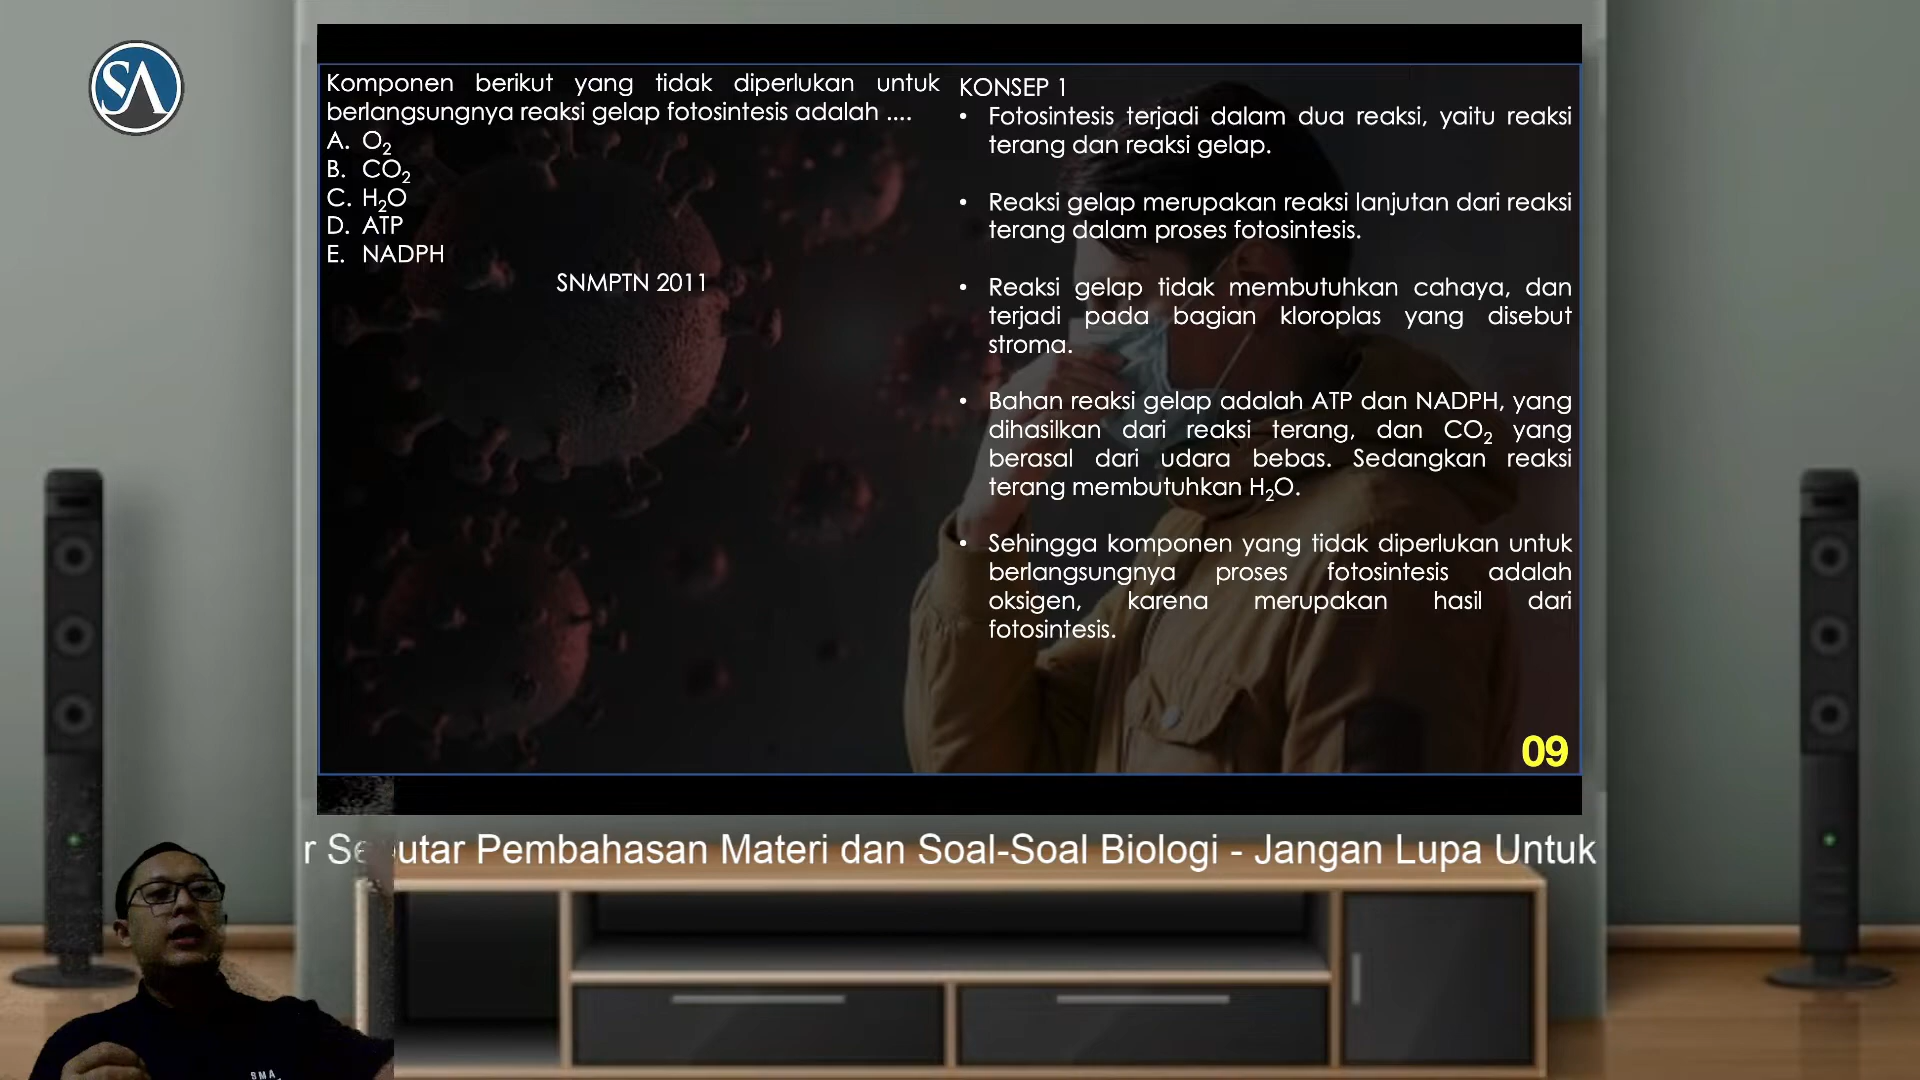 SA
Komponen berikut yang tidak diperlukan untuk
berlangsungnya reaksi gelap fotosintesis adalah ....
A. O₂
B. CO₂
C. H₂O
D. ATP
E. NADPH
SNMPTN 2011
KONSEP 1
• Fotosintesis terjadi dalam dua reaksi, yaitu reaksi
terang dan reaksi gelap.
• Reaksi gelap merupakan reaksi lanjutan dari reaksi
terang dalam proses fotosintesis.
• Reaksi gelap tidak membutuhkan cahaya, dan
terjadi pada bagian kloroplas yang disebut
stroma.
• Bahan reaksi gelap adalah ATP dan NADPH, yang
dihasilkan dari reaksi terang, dan CO₂ yang
berasal dari udara bebas. Sedangkan reaksi
terang membutuhkan H₂O.
• Sehingga komponen yang tidak diperlukan untuk
berlangsungnya proses fotosintesis adalah
oksigen, karena merupakan hasil dari
fotosintesis.
09
r Seputar Pembahasan Materi dan Soal-Soal Biologi - Jangan Lupa Untuk
SMA